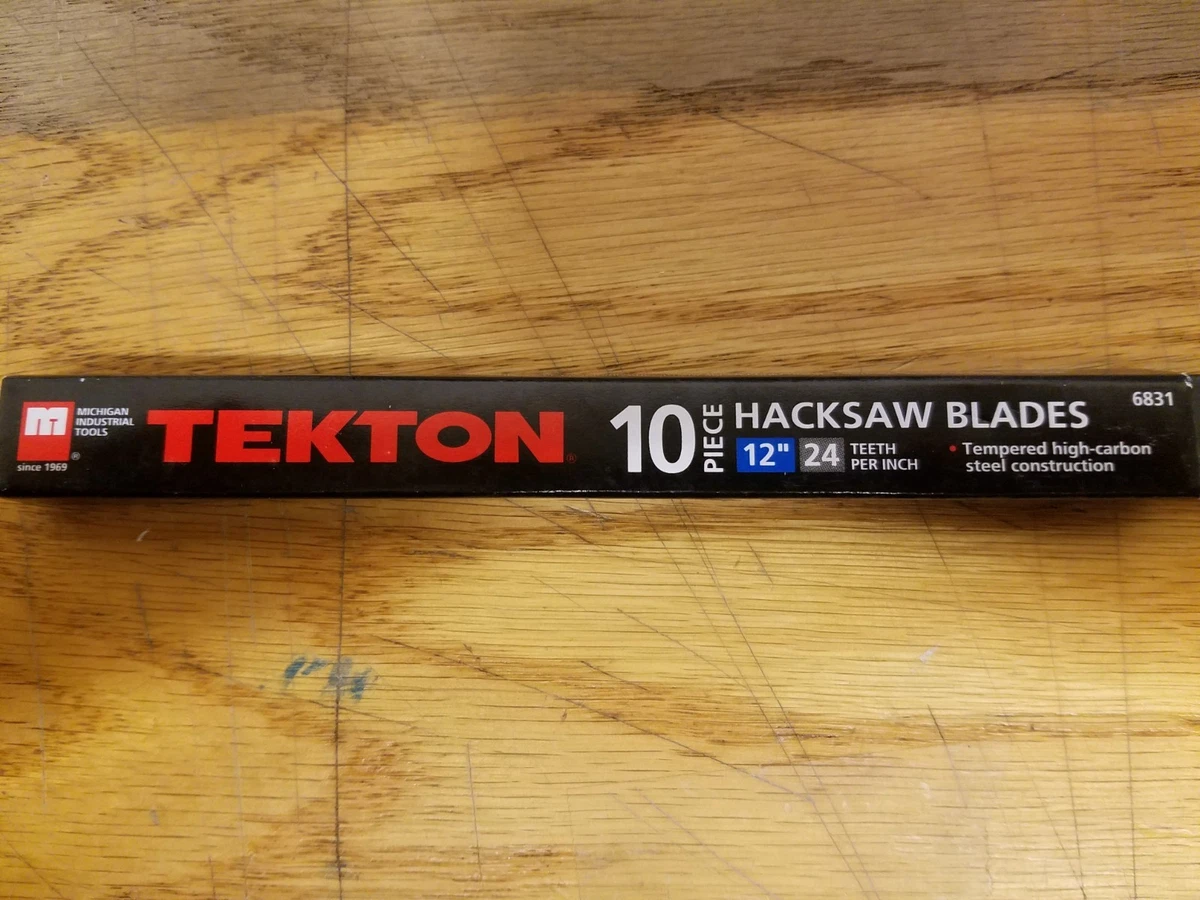 MICHIGAN
INDUSTRIAL
TOOLS
®
since 1969
TEKTON®
10 PIECE
HACKSAW BLADES
12" 24 TEETH
PER INCH
• Tempered high-carbon
steel construction
6831